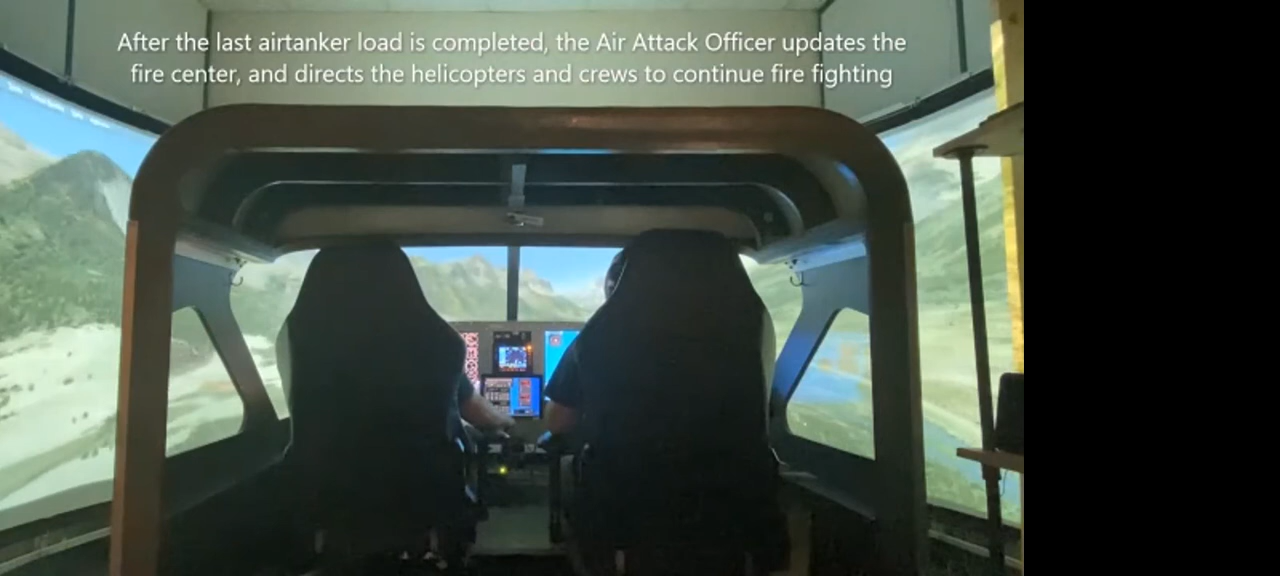 After the last airtanker load is completed, the Air Attack Officer updates the
fire center, and directs the helicopters and crews to continue fire fighting